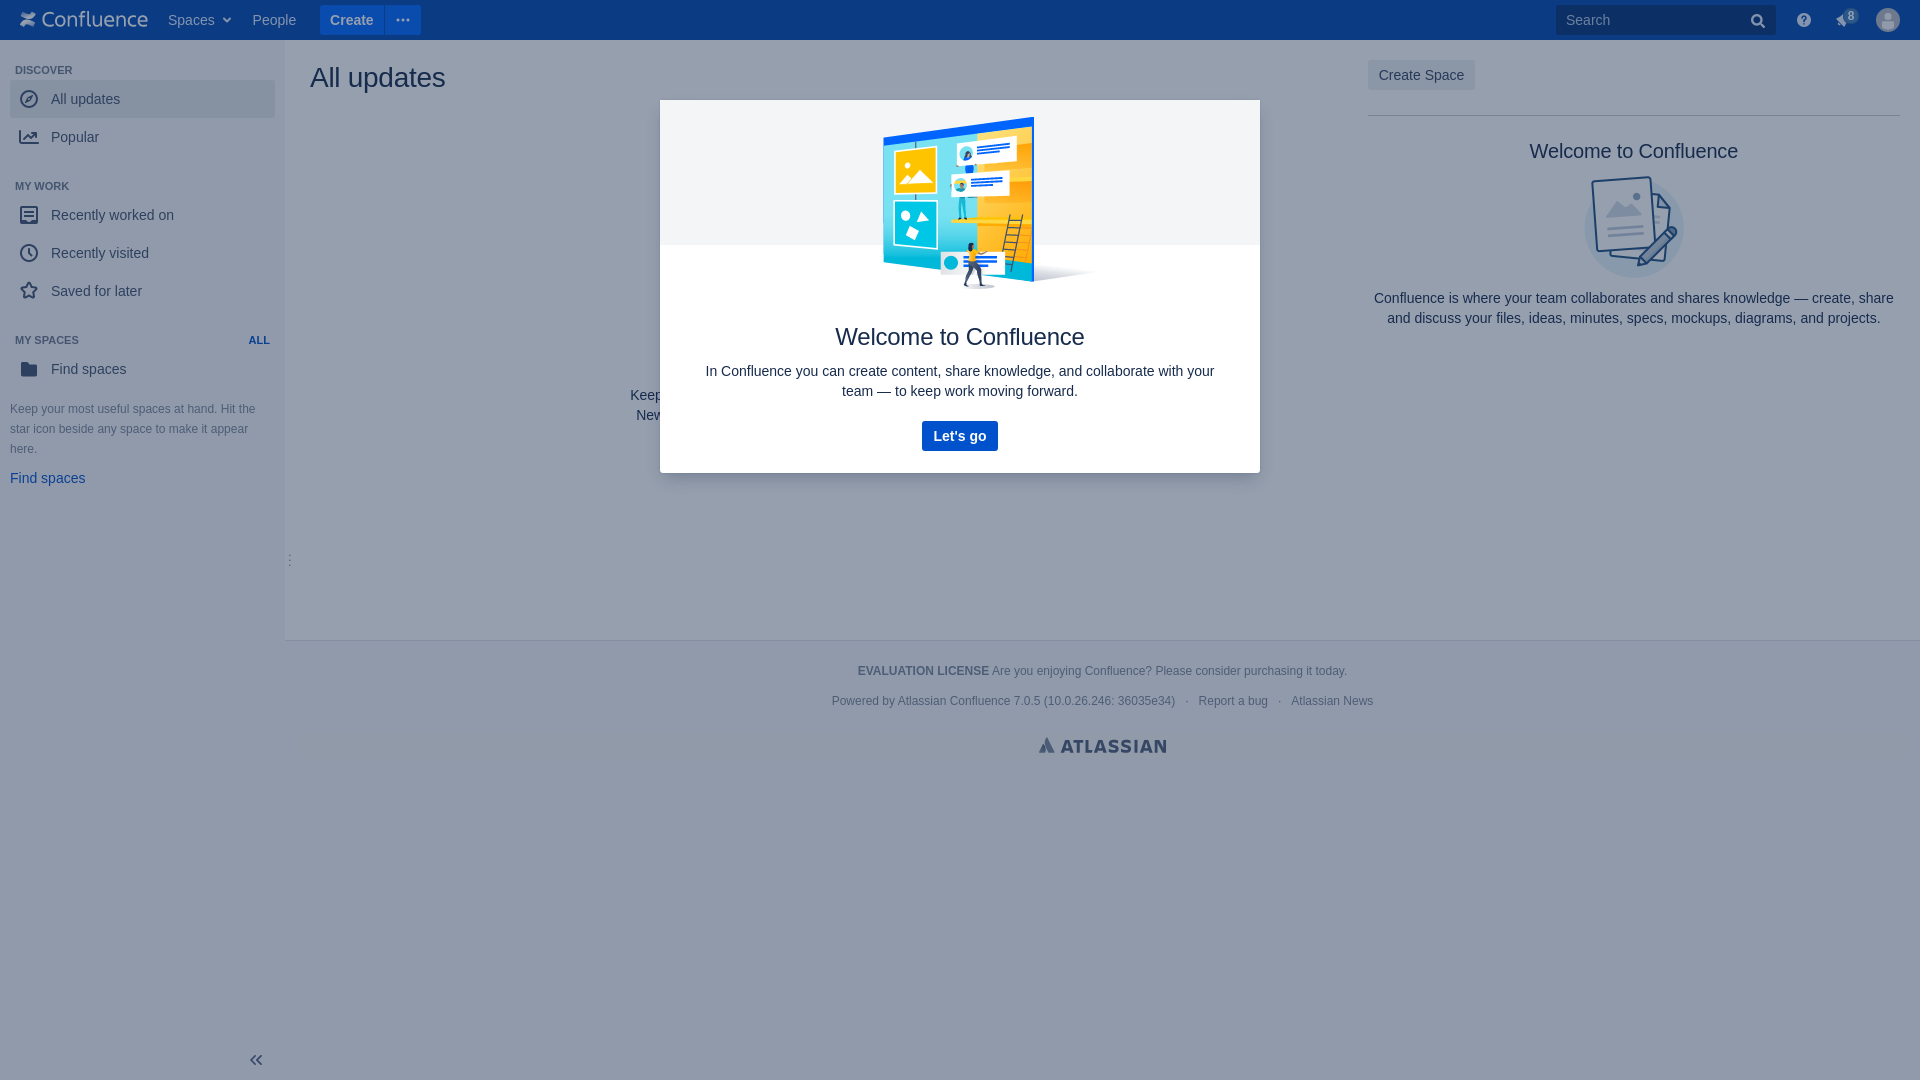 Confluence
Spaces
People
Create
Search
8
DISCOVER
All updates
Popular
MY WORK
Recently worked on
Recently visited
Saved for later
MY SPACES
ALL
Find spaces
Keep your most useful spaces at hand. Hit the
star icon beside any space to make it appear
here.
Find spaces
All updates
Keep
New
Welcome to Confluence
In Confluence you can create content, share knowledge, and collaborate with your
team — to keep work moving forward.
Let's go
Create Space
Welcome to Confluence
Confluence is where your team collaborates and shares knowledge — create, share
and discuss your files, ideas, minutes, specs, mockups, diagrams, and projects.
EVALUATION LICENSE Are you enjoying Confluence? Please consider purchasing it today.
Powered by Atlassian Confluence 7.0.5 (10.0.26.246: 36035e34) · Report a bug · Atlassian News
ATLASSIAN